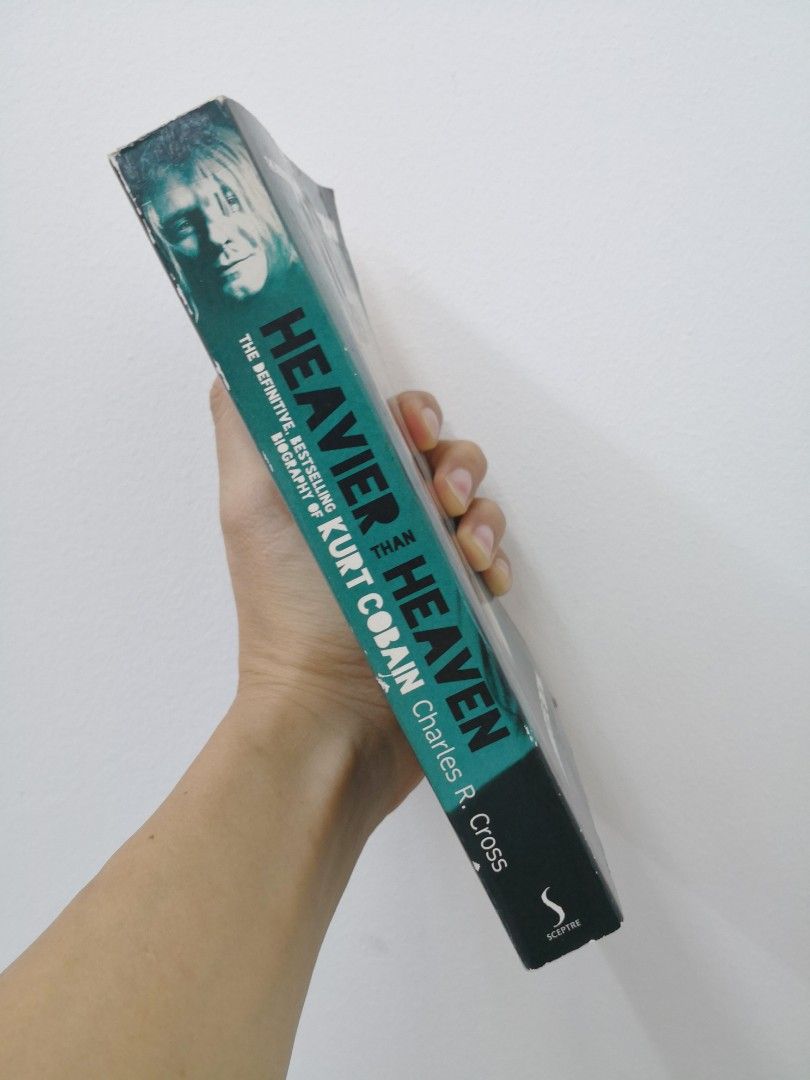 HEAVIER THAN HEAVEN
THE DEFINITIVE, BESTSELLING
BIOGRAPHY OF KURT COBAIN
Charles R. Cross
SCEPTRE